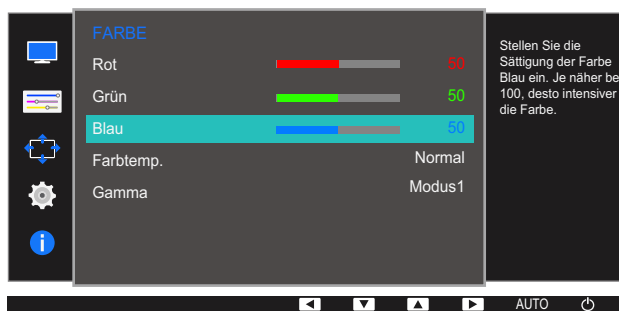 FARBE
Rot 50
Grün 50
Blau 50
Farbtemp. Normal
Gamma Modus1
Stellen Sie die
Sättigung der Farbe
Blau ein. Je näher be
100, desto intensiver
die Farbe.
AUTO